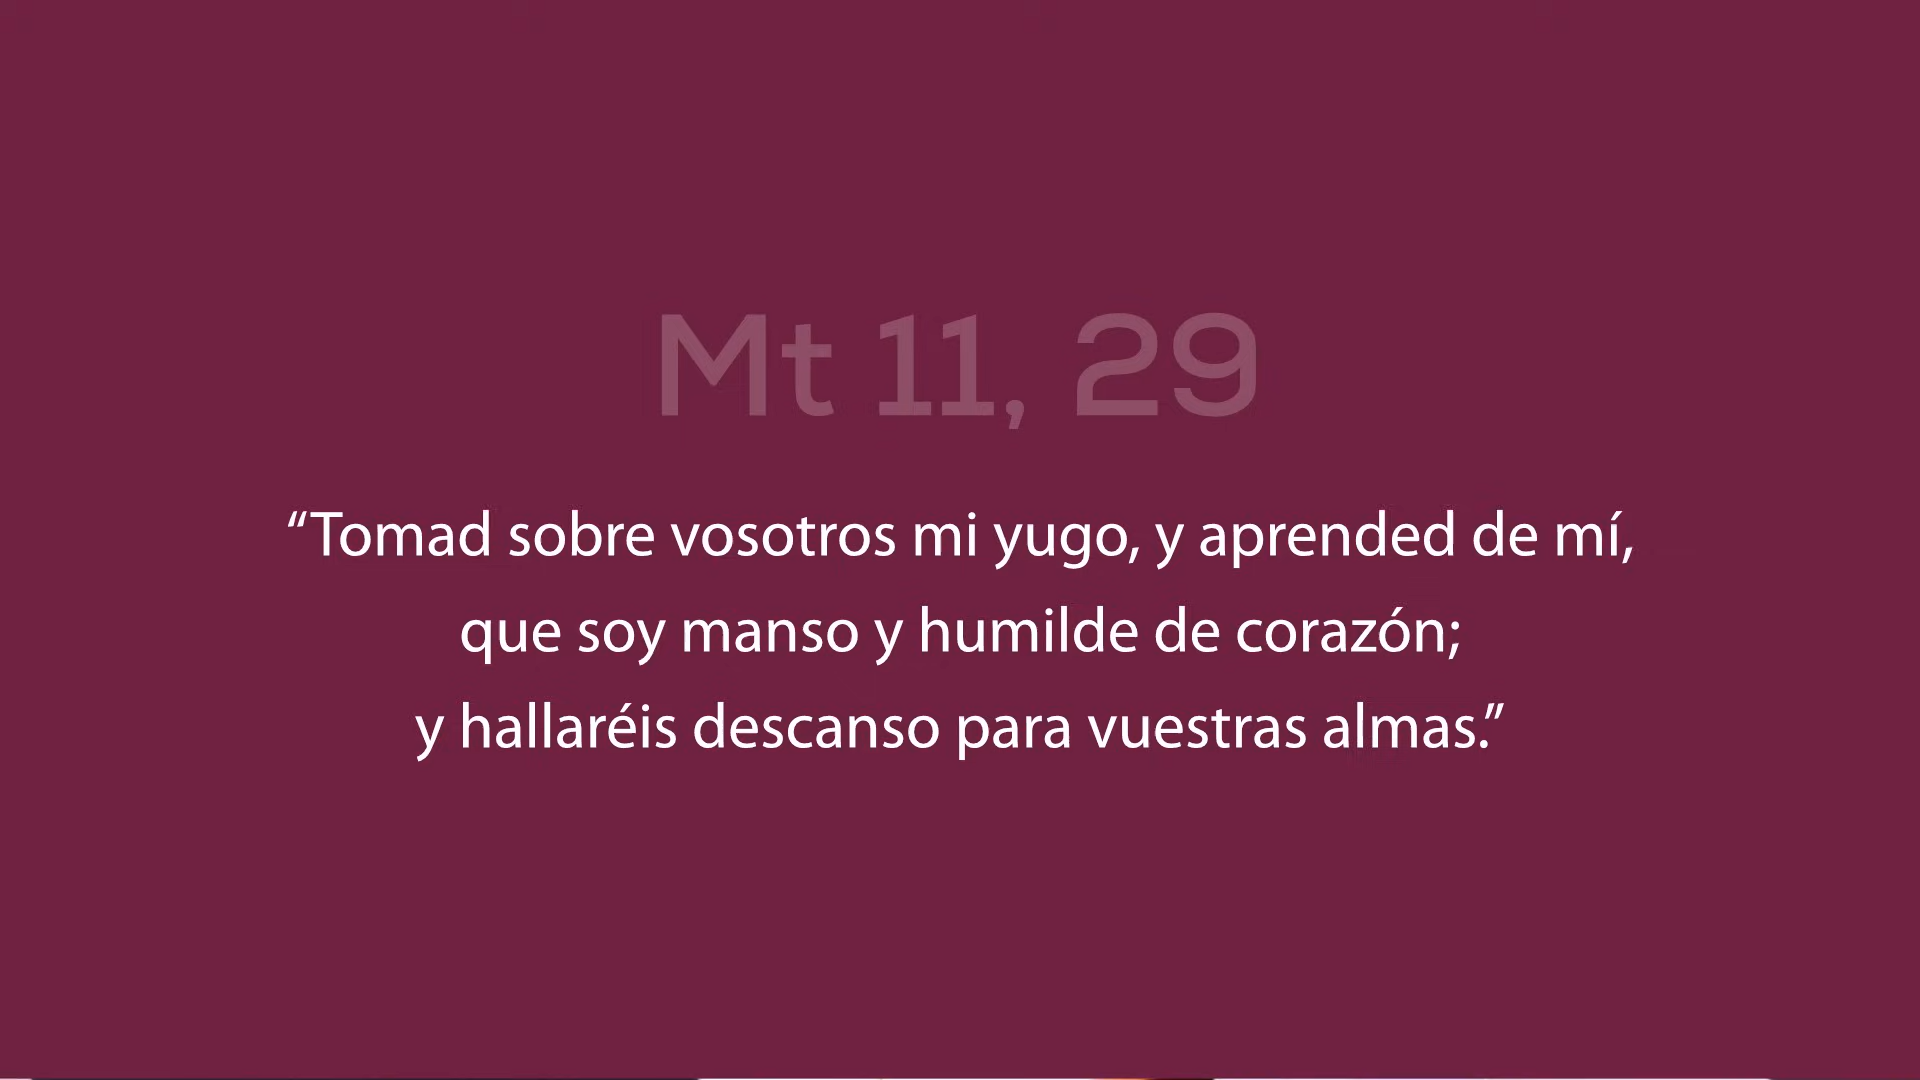 Mt 11, 29
“Tomad sobre vosotros mi yugo, y aprended de mí,
que soy manso y humilde de corazón;
y hallaréis descanso para vuestras almas.”